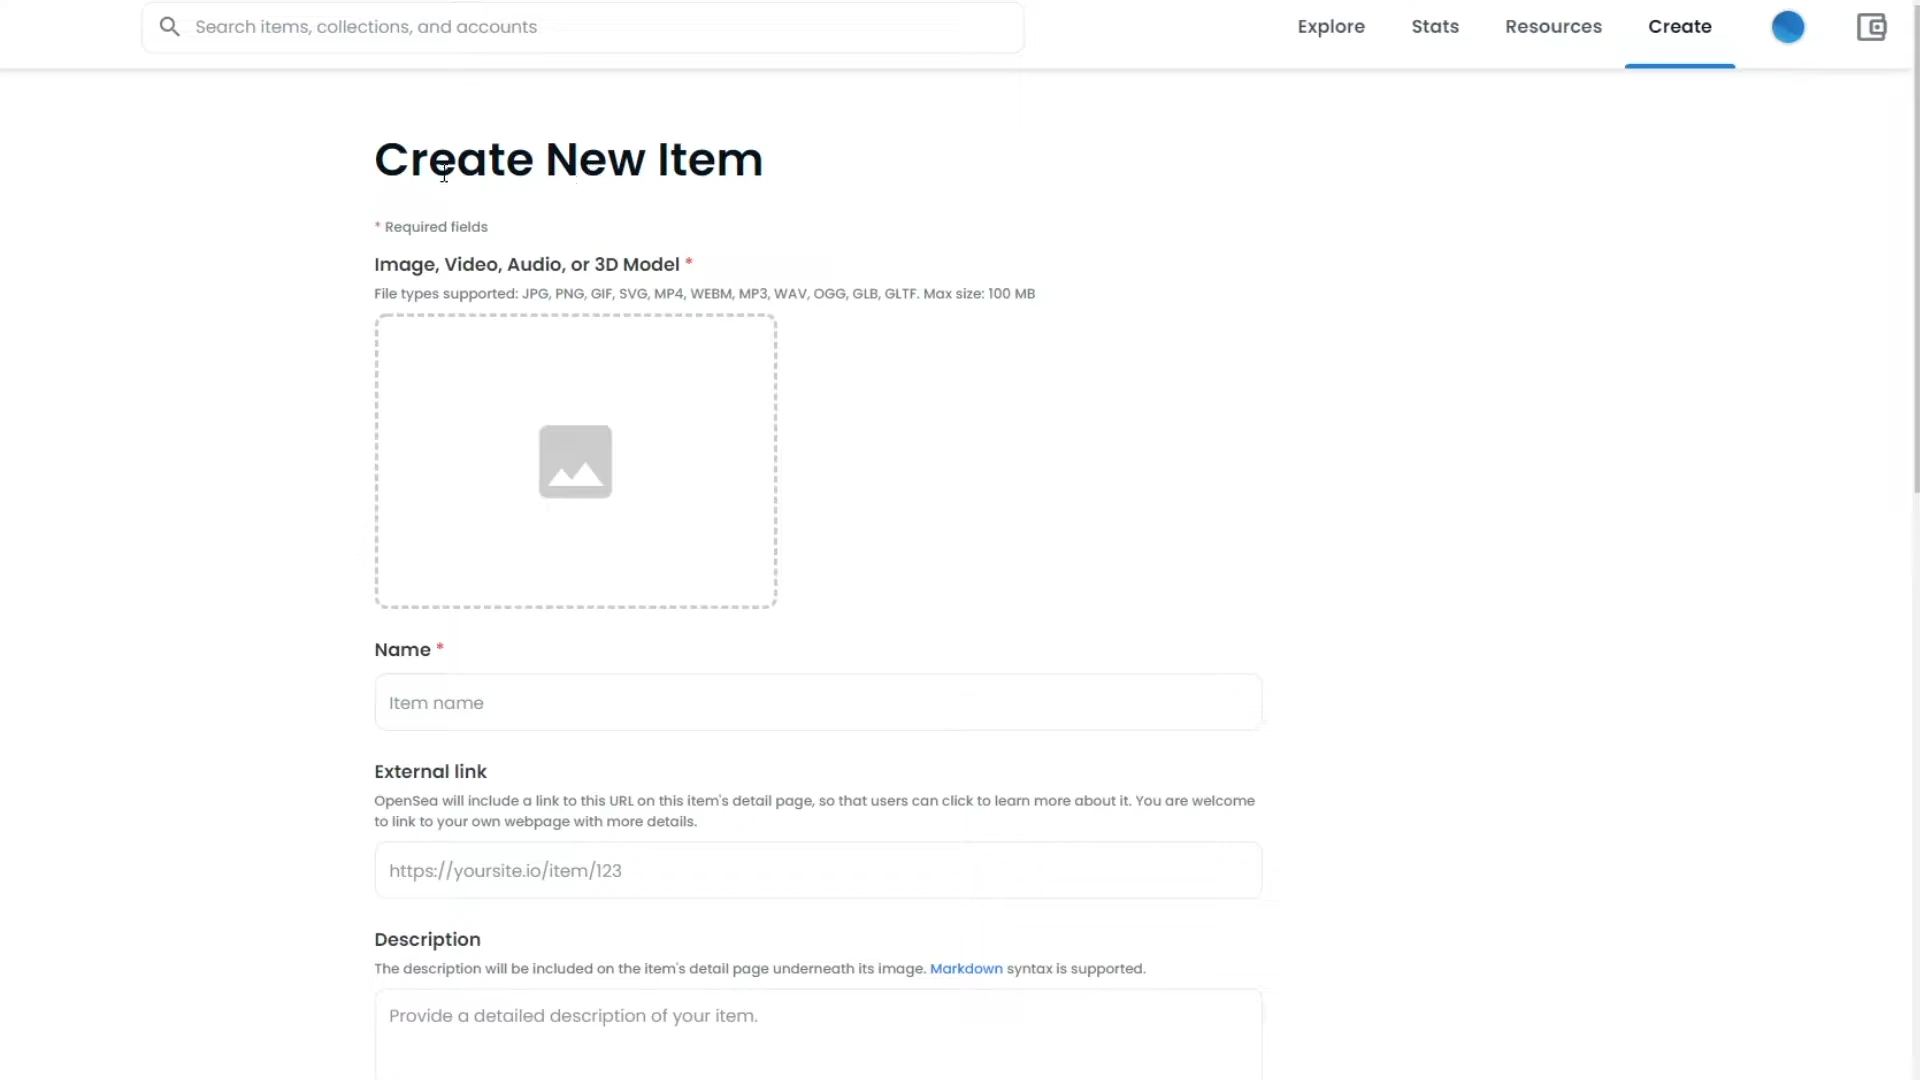 Search items, collections, and accounts
Explore
Stats
Resources
Create
Create New Item
* Required fields
Image, Video, Audio, or 3D Model *
File types supported: JPG, PNG, GIF, SVG, MP4, WEBM, MP3, WAV, OGG, GLB, GLTF. Max size: 100 MB
Name *
Item name
External link
OpenSea will include a link to this URL on this item's detail page, so that users can click to learn more about it. You are welcome
to link to your own webpage with more details.
https://yoursite.io/item/123
Description
The description will be included on the item's detail page underneath its image. Markdown syntax is supported.
Provide a detailed description of your item.